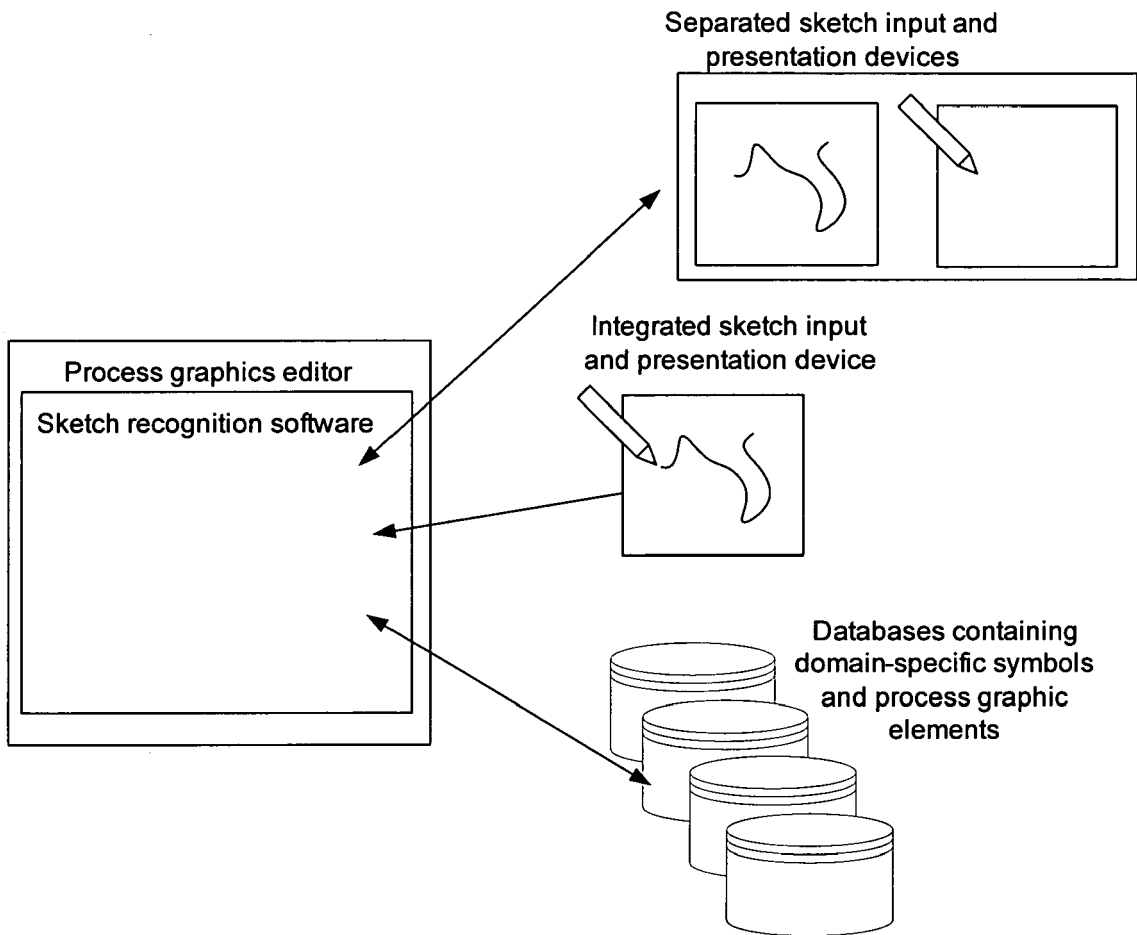 Separated sketch input and
presentation devices
Integrated sketch input
and presentation device
Process graphics editor
Sketch recognition software
Databases containing
domain-specific symbols
and process graphic
elements